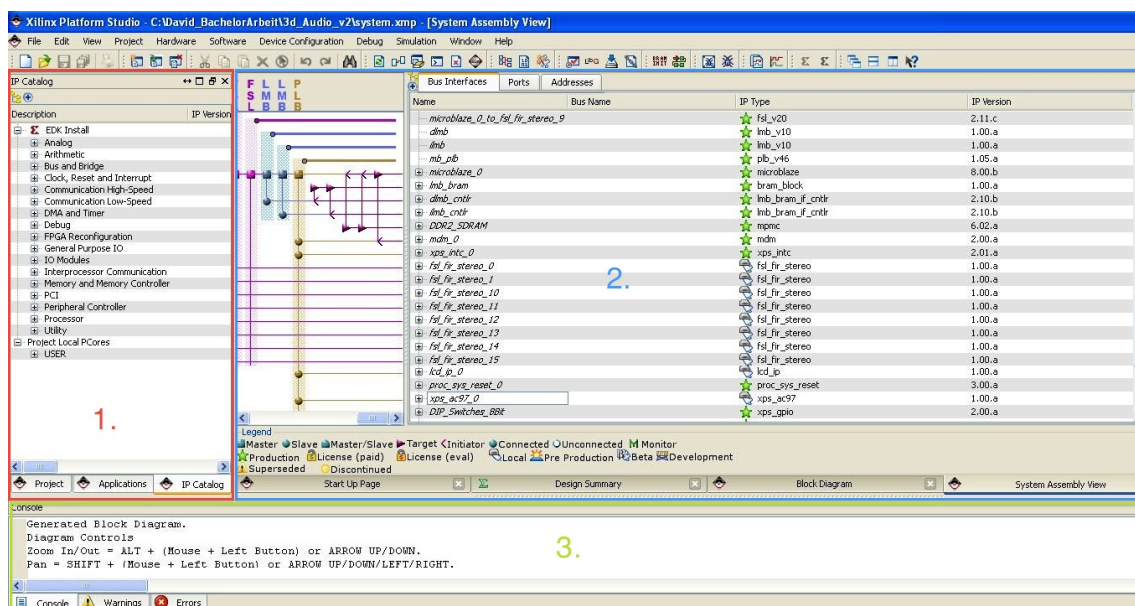 Xilinx Platform Studio - C:\David_BachelorArbeit\3d_Audio_v2\system.xmp - [System Assembly View]
File Edit View Project Hardware Software Device Configuration Debug Simulation Window Help
IP Catalog
Description IP Version
EDK Install
Analog
Arithmetic
Bus and Bridge
Clock, Reset and Interrupt
Communication High-Speed
Communication Low-Speed
DMA and Timer
Debug
FPGA Reconfiguration
General Purpose IO
IO Modules
Interprocessor Communication
Memory and Memory Controller
PCI
Peripheral Controller
Processor
Utility
Project Local PCores
USER
1.
Project Applications IP Catalog
F L L P
S M M L
L B B B
Bus Interfaces Ports Addresses
Name Bus Name IP Type IP Version
microblaze_0_to_fsl_fir_stereo_9 fsl_v20 2.11.c
dlmb lmb_v10 1.00.a
ilmb lmb_v10 1.00.a
mb_plb plb_v46 1.05.a
microblaze_0 microblaze 8.00.b
lmb_bram bram_block 1.00.a
dlmb_cntlr lmb_bram_if_cntlr 2.10.b
ilmb_cntlr lmb_bram_if_cntlr 2.10.b
DDR2_SDRAM mpmc 6.02.a
mdm_0 mdm 2.00.a
xps_intc_0 xps_intc 2.01.a
fsl_fir_stereo_0 fsl_fir_stereo 1.00.a
fsl_fir_stereo_1 fsl_fir_stereo 1.00.a
fsl_fir_stereo_10 fsl_fir_stereo 1.00.a
fsl_fir_stereo_11 fsl_fir_stereo 1.00.a
fsl_fir_stereo_12 fsl_fir_stereo 1.00.a
fsl_fir_stereo_13 fsl_fir_stereo 1.00.a
fsl_fir_stereo_14 fsl_fir_stereo 1.00.a
fsl_fir_stereo_15 fsl_fir_stereo 1.00.a
lcd_ip_0 lcd_ip 1.00.a
proc_sys_reset_0 proc_sys_reset 3.00.a
xps_ac97_0 xps_ac97 1.00.a
DIP_Switches_8Bit xps_gpio 2.00.a
2.
Legend
Master Slave Master/Slave Target Initiator Connected Unconnected M Monitor
Production License (paid) License (eval) Local Pre Production Beta Development
Superseded Discontinued
Start Up Page Design Summary Block Diagram System Assembly View
Console
Generated Block Diagram.
Diagram Controls
Zoom In/Out = ALT + (Mouse + Left Button) or ARROW UP/DOWN.
Pan = SHIFT + (Mouse + Left Button) or ARROW UP/DOWN/LEFT/RIGHT.
3.
Console Warnings Errors